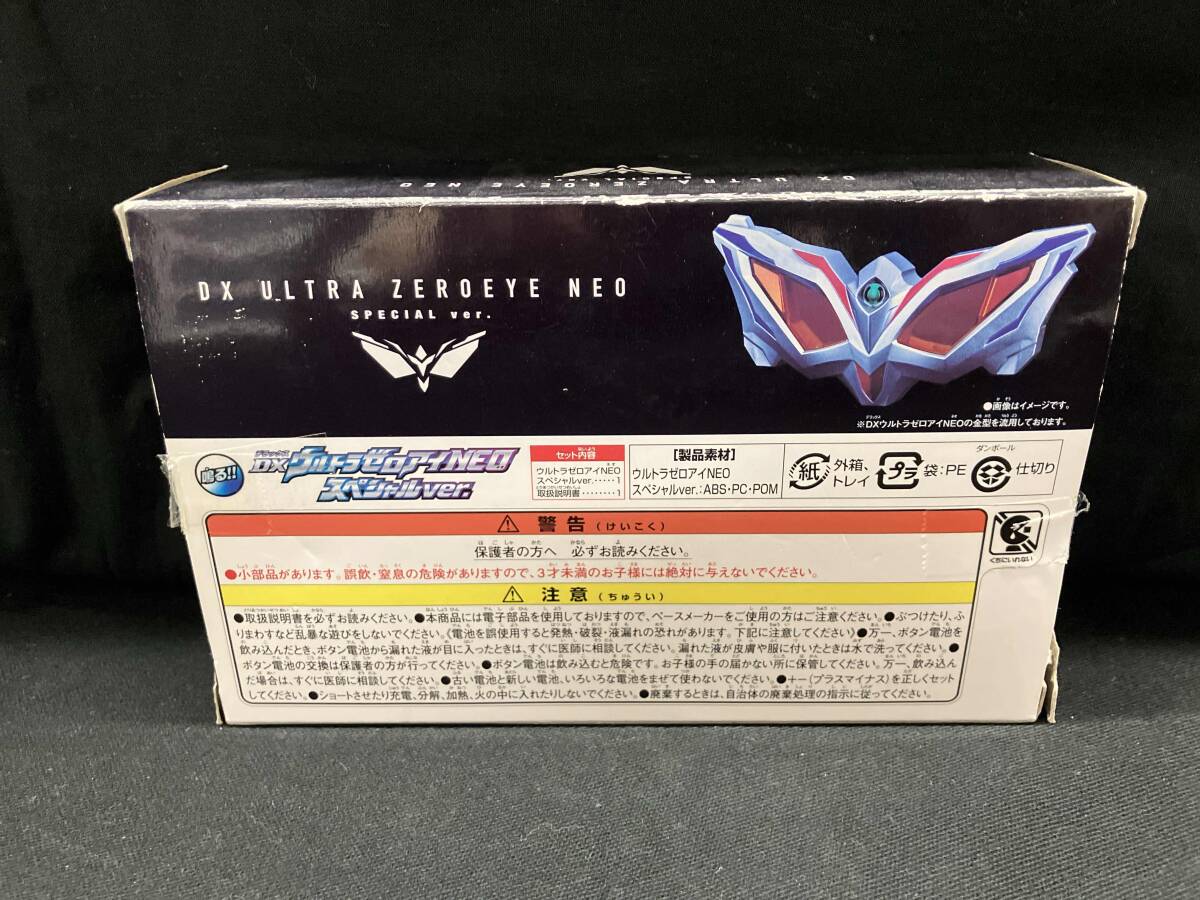 DX ULTRA ZEROEYE NEO
SPECIAL ver.
DX ULTRA ZEROEYE NEO
SPECIAL ver.
●画像はイメージです。
※DXウルトラゼロアイNEOの金型を流用しております。
鳴る!!
デラックス
DXウルトラゼロアイNEO
スペシャルver.
セット内容
ウルトラゼロアイNEO
スペシャルver.‥‥‥1
取扱説明書‥‥‥‥1
【製品素材】
ウルトラゼロアイNEO
スペシャルver.:ABS・PC・POM
紙 外箱、
トレイ
プラ 袋:PE
ダンボール
仕切り
⚠ 警告(けいこく)
保護者の方へ 必ずお読みください。
●小部品があります。誤飲・窒息の危険がありますので、3才未満のお子様には絶対に与えないでください。
くちにいれない
⚠ 注意(ちゅうい)
●取扱説明書を必ずお読みください。●本商品には電子部品を使用しておりますので、ペースメーカーをご使用の方はご注意ください。●ぶつけたり、ふ
りまわすなど乱暴な遊びをしないでください。《電池を誤使用すると発熱・破裂・液漏れの恐れがあります。下記に注意してください》●万一、ボタン電池を
飲み込んだとき、ボタン電池から漏れた液が目に入ったときは、すぐに医師に相談してください。漏れた液が皮膚や服に付いたときは水で洗ってください。●
ボタン電池の交換は保護者の方が行ってください。●ボタン電池は飲み込むと危険です。お子様の手の届かない所に保管してください。万一、飲み込ん
だ場合は、すぐに医師に相談してください。●古い電池と新しい電池、いろいろな電池をまぜて使わないでください。●+−(プラスマイナス)を正しくセット
してください。●ショートさせたり充電、分解、加熱、火の中に入れたりしないでください。●廃棄するときは、自治体の廃棄処理の指示に従ってください。